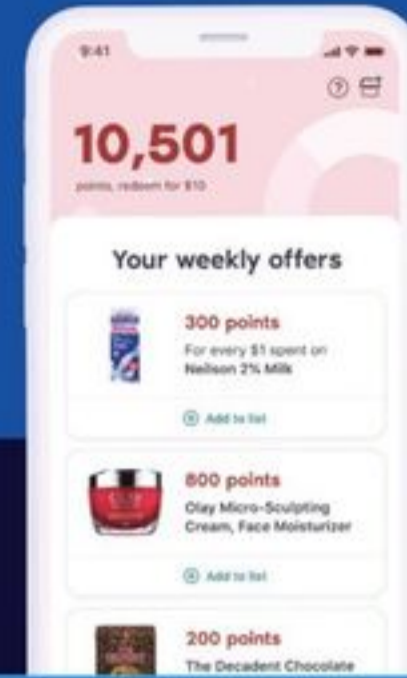 9:41
10,501
points, redeem for $10
Your weekly offers
300 points
For every $1 spent on
Neilson 2% Milk
Add to list
800 points
Olay Micro-Sculpting
Cream, Face Moisturizer
Add to list
200 points
The Decadent Chocolate